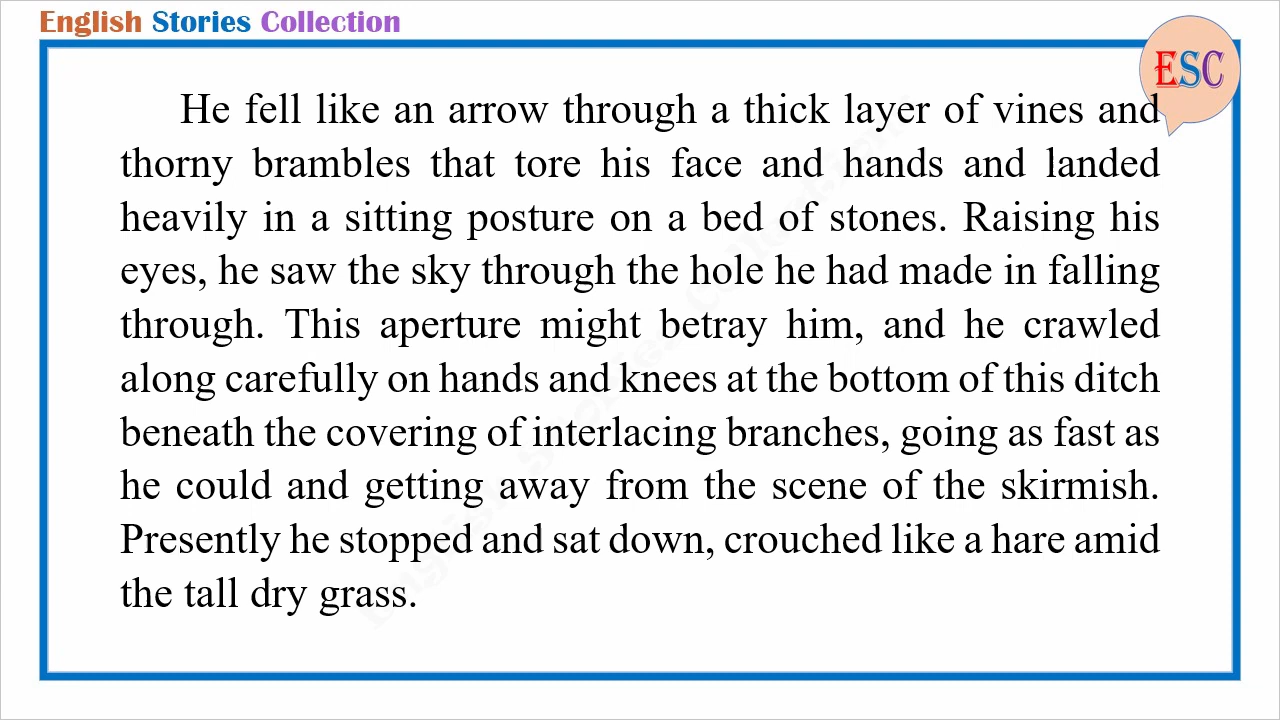 English Stories Collection
ESC
He fell like an arrow through a thick layer of vines and
thorny brambles that tore his face and hands and landed
heavily in a sitting posture on a bed of stones. Raising his
eyes, he saw the sky through the hole he had made in falling
through. This aperture might betray him, and he crawled
along carefully on hands and knees at the bottom of this ditch
beneath the covering of interlacing branches, going as fast as
he could and getting away from the scene of the skirmish.
Presently he stopped and sat down, crouched like a hare amid
the tall dry grass.